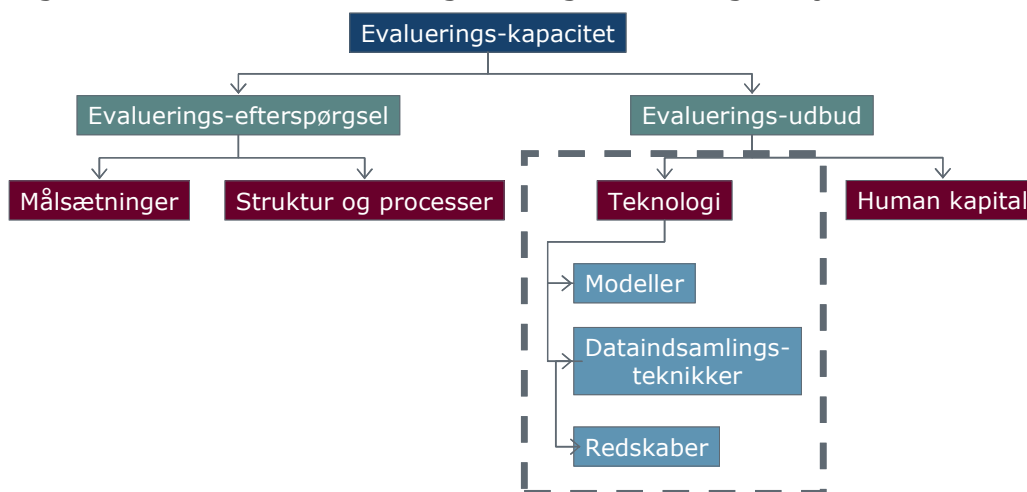 Evaluerings-kapacitet
Evaluerings-efterspørgsel
Evaluerings-udbud
Målsætninger
Struktur og processer
Teknologi
Human kapital
Modeller
Dataindsamlings-
teknikker
Redskaber